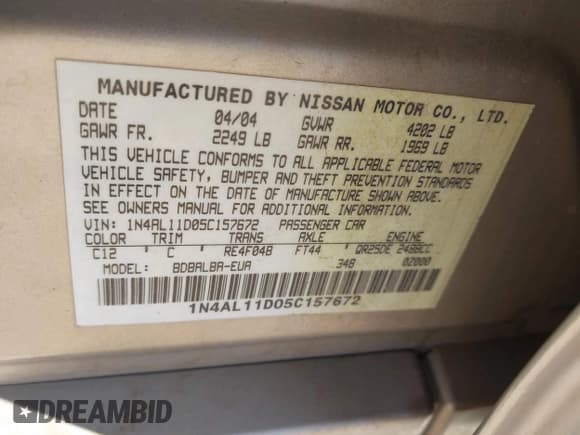 MANUFACTURED BY NISSAN MOTOR CO., LTD.
DATE 04/04 GVWR 4202 LB
GAWR FR. 2249 LB GAWR RR. 1969 LB
THIS VEHICLE CONFORMS TO ALL APPLICABLE FEDERAL MOTOR
VEHICLE SAFETY, BUMPER AND THEFT PREVENTION STANDARDS
IN EFFECT ON THE DATE OF MANUFACTURE SHOWN ABOVE.
SEE OWNERS MANUAL FOR ADDITIONAL INFORMATION.
VIN: 1N4AL11D05C157672 PASSENGER CAR
COLOR TRIM TRANS AXLE ENGINE
C12 C RE4F04B FT44 QR25DE 2488CC
MODEL: BDBALBA-EUA 348 02000
1N4AL11D05C157672
DREAMBID